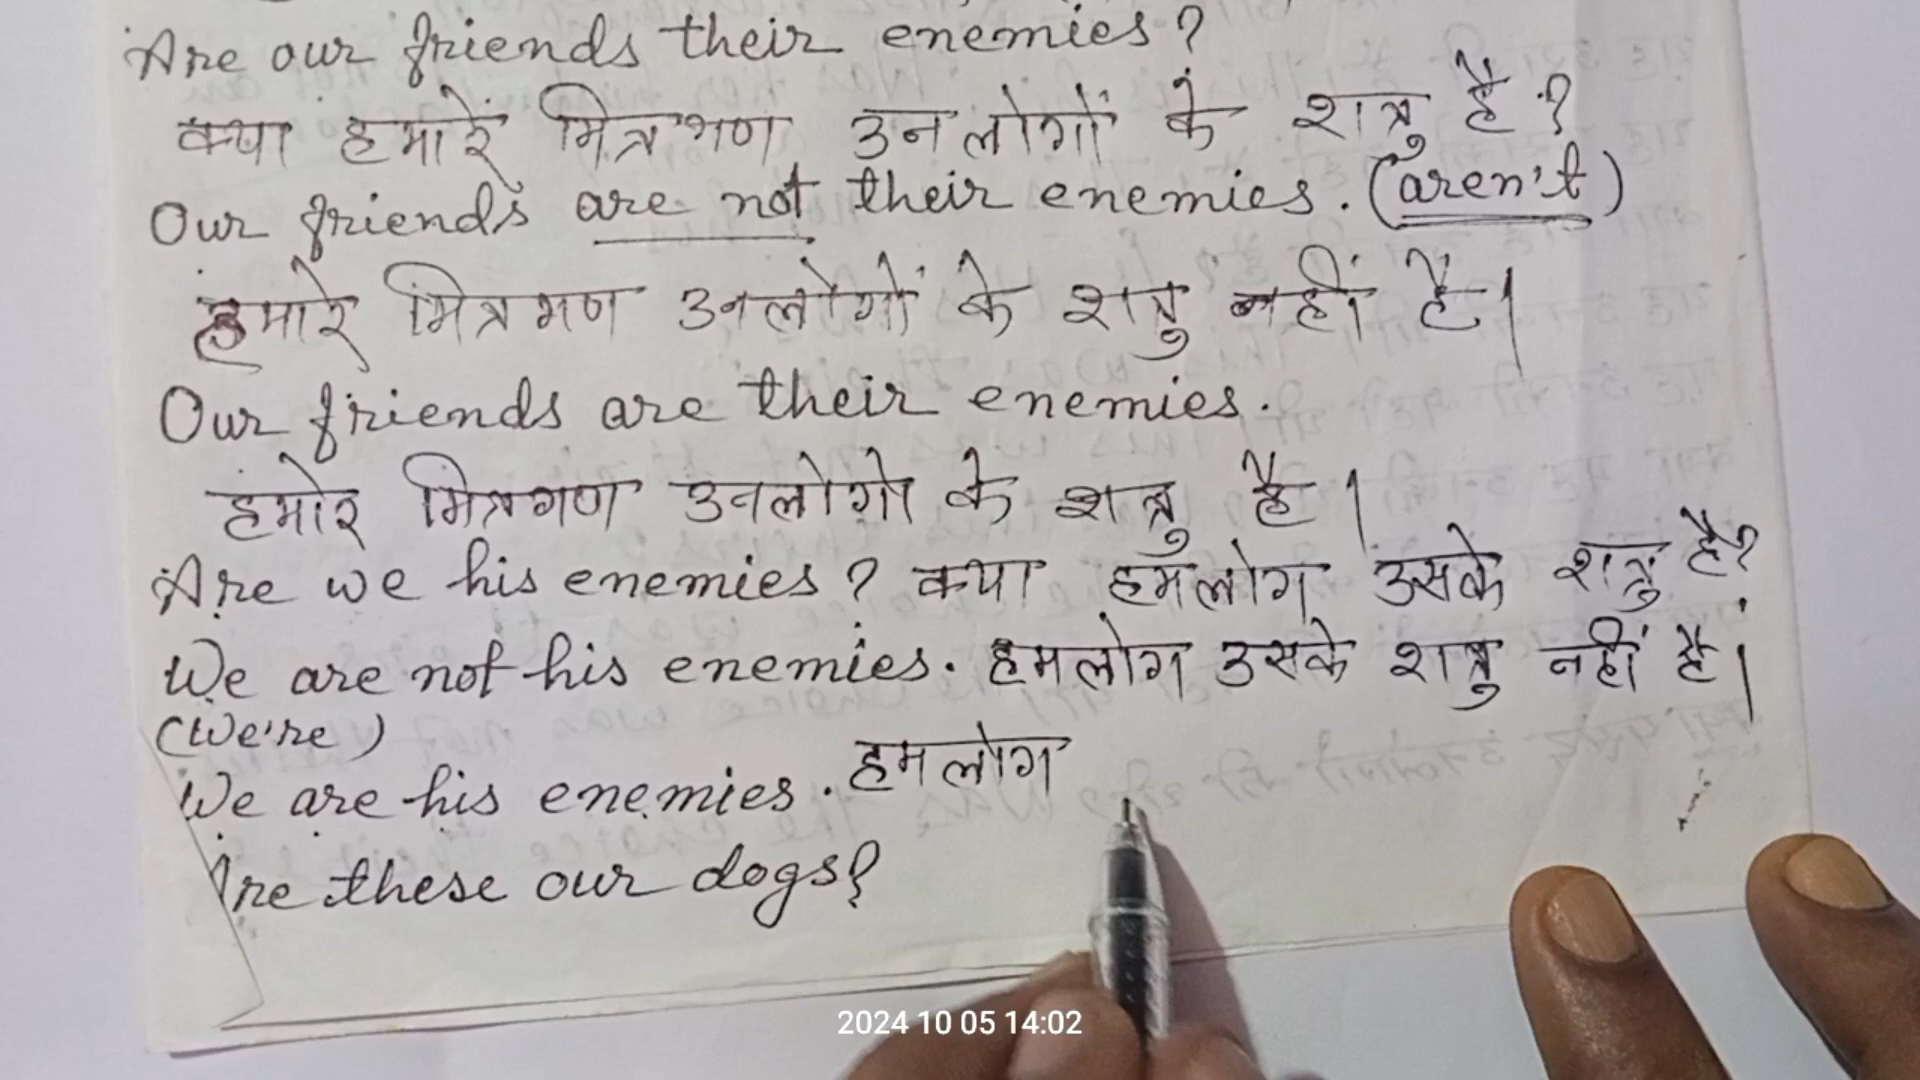 Are our friends their enemies?
क्या हमारें मित्रगण उनलोगों के शत्रु हैं?
Our friends are not their enemies. (aren't)
हमारे मित्रगण उनलोगों के शत्रु नहीं हैं।
Our friends are their enemies.
हमारे मित्रगण उनलोगो के शत्रु है।
Are we his enemies? क्या हमलोग उसके शत्रु हैं?
We are not his enemies. हमलोग उसके शत्रु नहीं हैं।
(We're)
We are his enemies. हमलोग
Are these our dogs?
2024 10 05 14:02